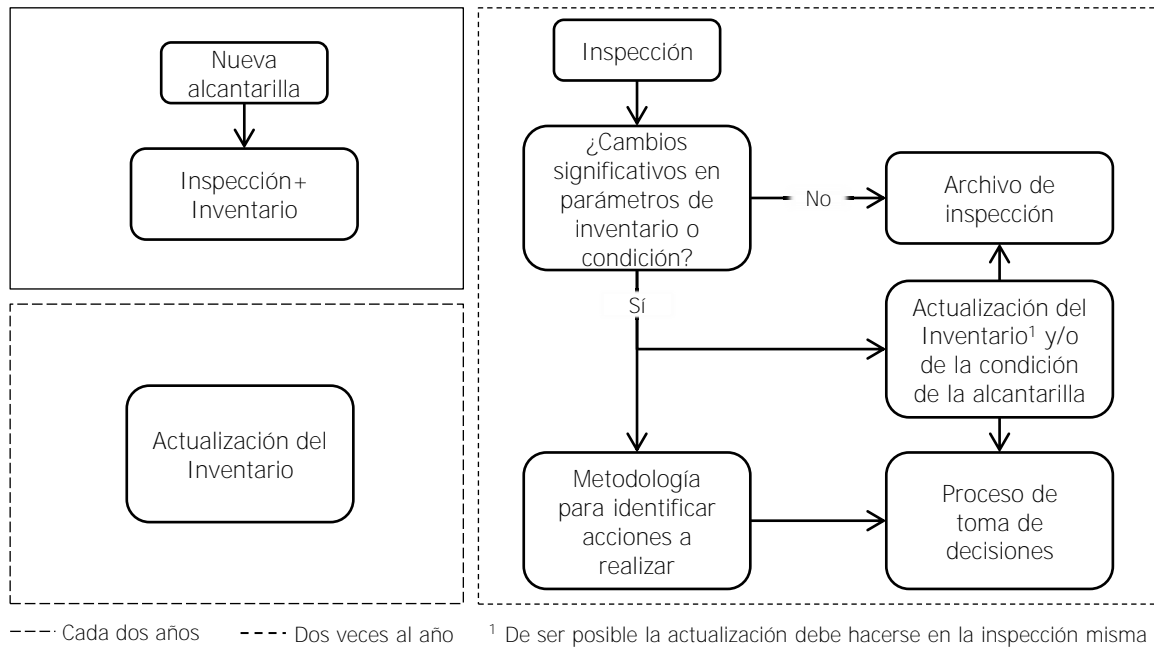 Nueva
alcantarilla
Inspección+
Inventario
Actualización del
Inventario
Inspección
¿Cambios
significativos en
parámetros de
inventario o
condición?
No
Archivo de
inspección
Sí
Actualización del
Inventario¹ y/o
de la condición
de la alcantarilla
Metodología
para identificar
acciones a
realizar
Proceso de
toma de
decisiones
Cada dos años
Dos veces al año
¹ De ser posible la actualización debe hacerse en la inspección misma